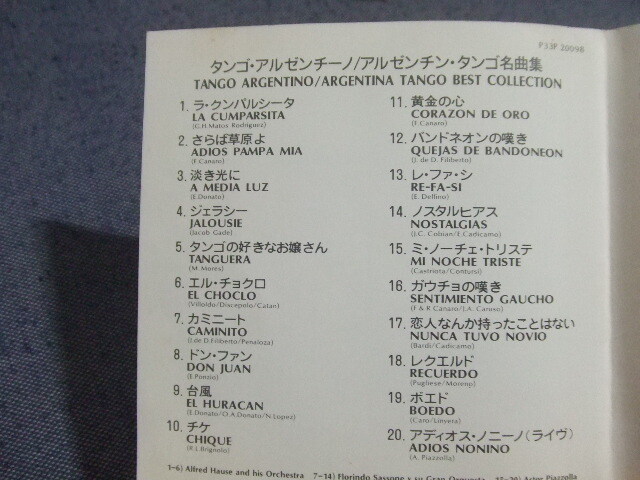 F33F 20098
タンゴ・アルゼンチーノ/アルゼンチン・タンゴ名曲集
TANGO ARGENTINO/ARGENTINA TANGO BEST COLLECTION
1. ラ・クンパルシータ
LA CUMPARSITA
(G.H.Matos Rodriguez)
2. さらば草原よ
ADIOS PAMPA MIA
(F.Canaro)
3. 淡き光に
A MEDIA LUZ
(E.Donato)
4. ジェラシー
JALOUSIE
(Jacob Gade)
5. タンゴの好きなお嬢さん
TANGUERA
(M. Mores)
6. エル・チョクロ
EL CHOCLO
(Villoldo/Discepolo/Catan)
7. カミニート
CAMINITO
(J.de D.Filiberto/Penaloza)
8. ドン・ファン
DON JUAN
(E.Ponzio)
9. 台風
EL HURACAN
(E.Donato/O.A.Donato/N.Lopez)
10. チケ
CHIQUE
(R.L.Brignolo)
11. 黄金の心
CORAZON DE ORO
(F.Canaro)
12. バンドネオンの嘆き
QUEJAS DE BANDONEON
(J. de D. Filiberto)
13. レ・ファ・シ
RE-FA-SI
(E. Delfino)
14. ノスタルヒアス
NOSTALGIAS
(J.C. Cobian/E.Cadicamo)
15. ミ・ノーチェ・トリステ
MI NOCHE TRISTE
(Castriota/Contursi)
16. ガウチョの嘆き
SENTIMIENTO GAUCHO
(F & R Canaro/J.A. Caruso)
17. 恋人なんか持ったことはない
NUNCA TUVO NOVIO
(Bardi/Cadicamo)
18. レクエルド
RECUERDO
(Pugliese/Moreno)
19. ボエド
BOEDO
(Caro/Linyera)
20. アディオス・ノニーノ(ライヴ)
ADIOS NONINO
(A. Piazzolla)
1-6) Alfred Hause and his Orchestra 7-14) Florindo Sassone y su Gran Orquesta 15-20) Astor Piazzolla